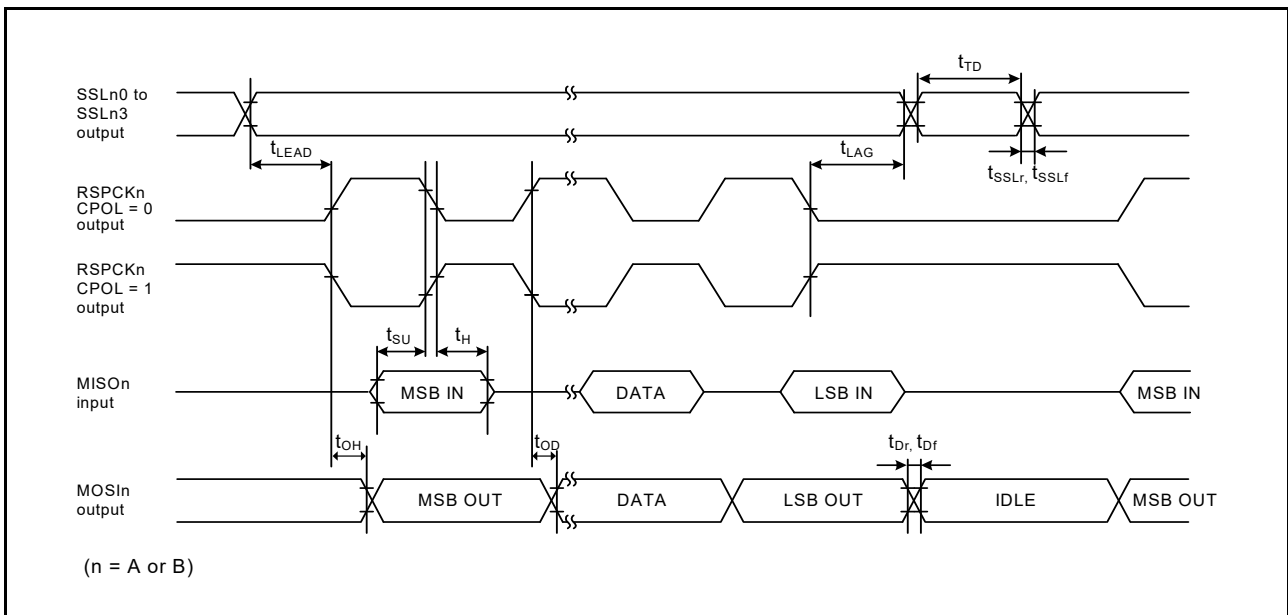 tTD
SSLn0 to
SSLn3
output
tLEAD
tLAG
tSSLr, tSSLf
RSPCKn
CPOL = 0
output
RSPCKn
CPOL = 1
output
tSU
tH
MISOn
input
MSB IN
DATA
LSB IN
MSB IN
tOH
tOD
tDr, tDf
MOSIn
output
MSB OUT
DATA
LSB OUT
IDLE
MSB OUT
(n = A or B)